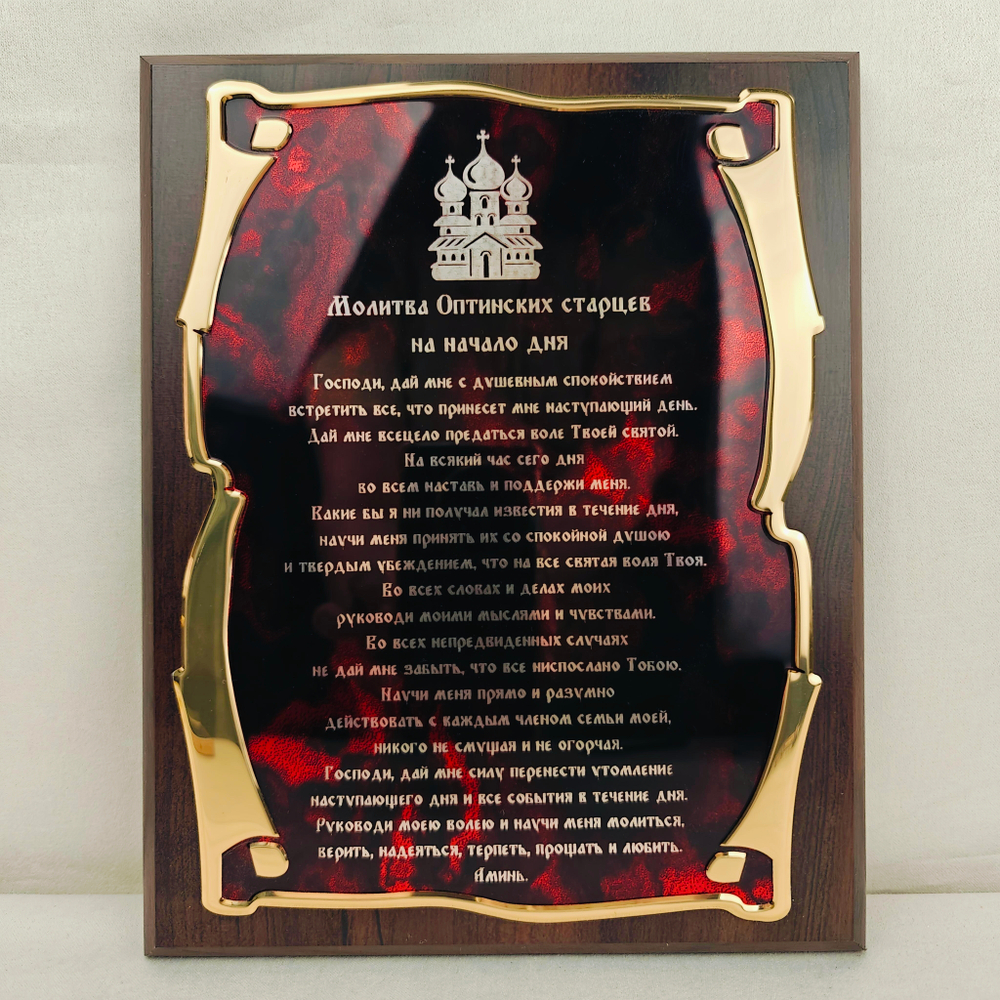 Молитва Оптинских старцев
на начало дня
Господи, дай мне с душевным спокойствием
встретить все, что принесет мне наступающий день.
Дай мне всецело предаться воле Твоей святой.
На всякий час сего дня
во всем наставь и поддержи меня.
Какие бы я ни получал известия в течение дня,
научи меня принять их со спокойной душою
и твердым убеждением, что на все святая воля Твоя.
Во всех словах и делах моих
руководи моими мыслями и чувствами.
Во всех непредвиденных случаях
не дай мне забыть, что все ниспослано Тобою.
Научи меня прямо и разумно
действовать с каждым членом семьи моей,
никого не смущая и не огорчая.
Господи, дай мне силу перенести утомление
наступающего дня и все события в течение дня.
Руководи моею волею и научи меня молиться,
верить, надеяться, терпеть, прощать и любить.
Аминь.